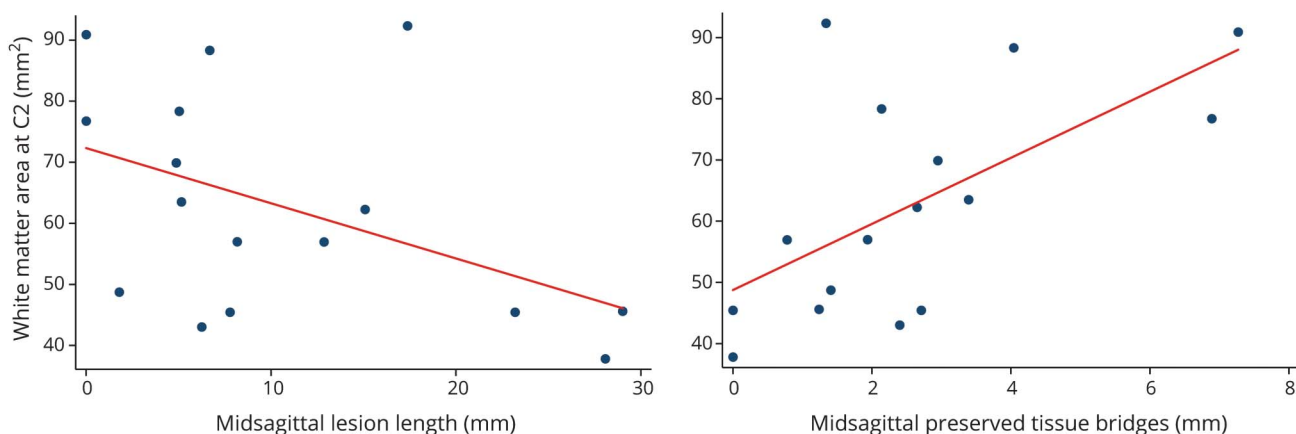 White matter area at C2 (mm²)
90
80
70
60
50
40
0 10 20 30
Midsagittal lesion length (mm)
90
80
70
60
50
40
0 2 4 6 8
Midsagittal preserved tissue bridges (mm)